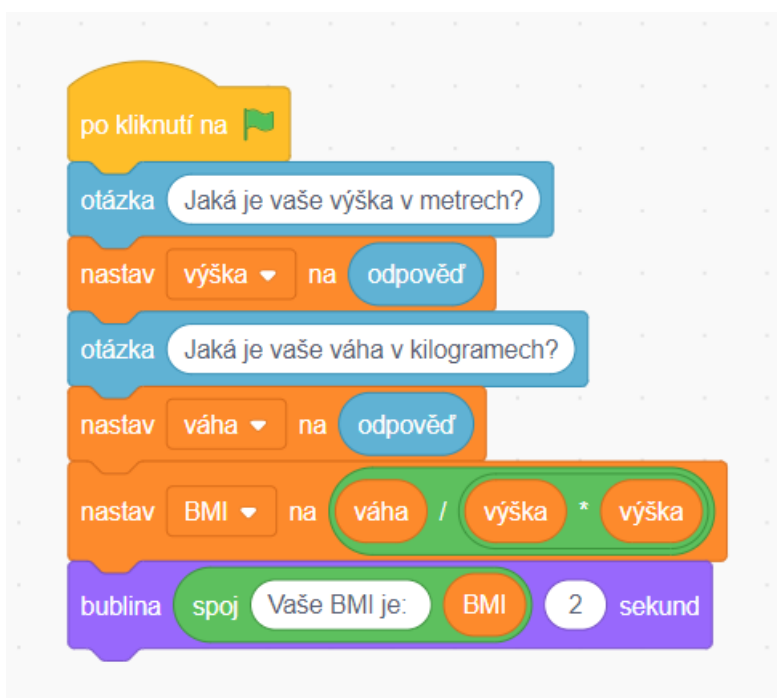 po kliknutí na
otázka Jaká je vaše výška v metrech?
nastav výška na odpověď
otázka Jaká je vaše váha v kilogramech?
nastav váha na odpověď
nastav BMI na váha / výška * výška
bublina spoj Vaše BMI je: BMI 2 sekund